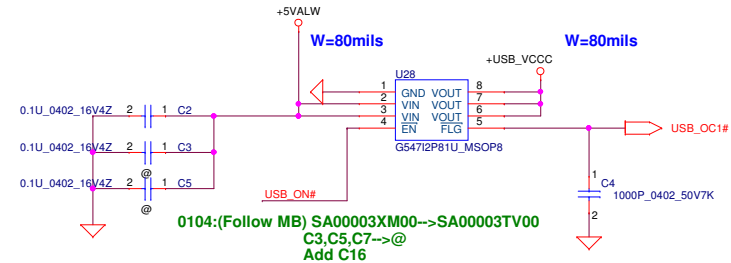 +5VALW
W=80mils
W=80mils
+USB_VCCC
U28
1 GND VOUT 8
2 VIN VOUT 7
3 VIN VOUT 6
4 EN FLG 5
G547I2P81U_MSOP8
0.1U_0402_16V4Z 2 1 C2
0.1U_0402_16V4Z 2 1 C3
@
0.1U_0402_16V4Z 2 1 C5
@
USB_ON#
USB_OC1#
1
C4
1000P_0402_50V7K
2
0104:(Follow MB) SA00003XM00-->SA00003TV00
C3,C5,C7-->@
Add C16